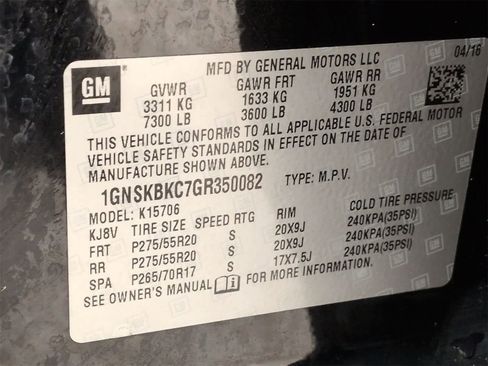 MFD BY GENERAL MOTORS LLC
04/16
GM
GVWR GAWR FRT GAWR RR
3311 KG 1633 KG 1951 KG
7300 LB 3600 LB 4300 LB
THIS VEHICLE CONFORMS TO ALL APPLICABLE U.S. FEDERAL MOTOR
VEHICLE SAFETY STANDARDS IN EFFECT ON THE DATE OF
MANUFACTURE SHOWN ABOVE.
1GNSKBKC7GR350082 TYPE: M.P.V.
MODEL: K15706
KJ8V TIRE SIZE SPEED RTG RIM COLD TIRE PRESSURE
FRT P275/55R20 S 20X9J 240KPA(35PSI)
RR P275/55R20 S 20X9J 240KPA(35PSI)
SPA P265/70R17 S 17X7.5J 240KPA(35PSI)
SEE OWNER'S MANUAL FOR MORE INFORMATION.